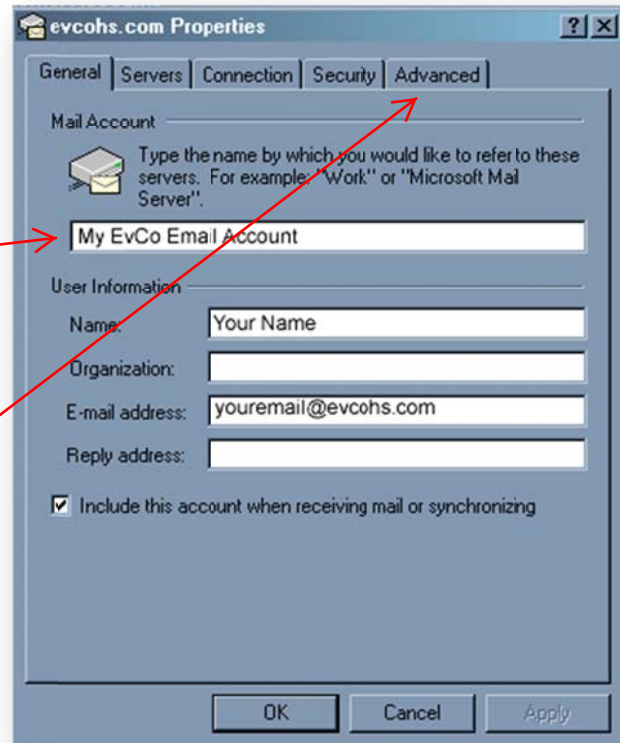 evcohs.com Properties
General Servers Connection Security Advanced
Mail Account
Type the name by which you would like to refer to these
servers. For example: "Work" or "Microsoft Mail
Server".
My EvCo Email Account
User Information
Name: Your Name
Organization:
E-mail address: youremail@evcohs.com
Reply address:
Include this account when receiving mail or synchronizing
OK Cancel Apply